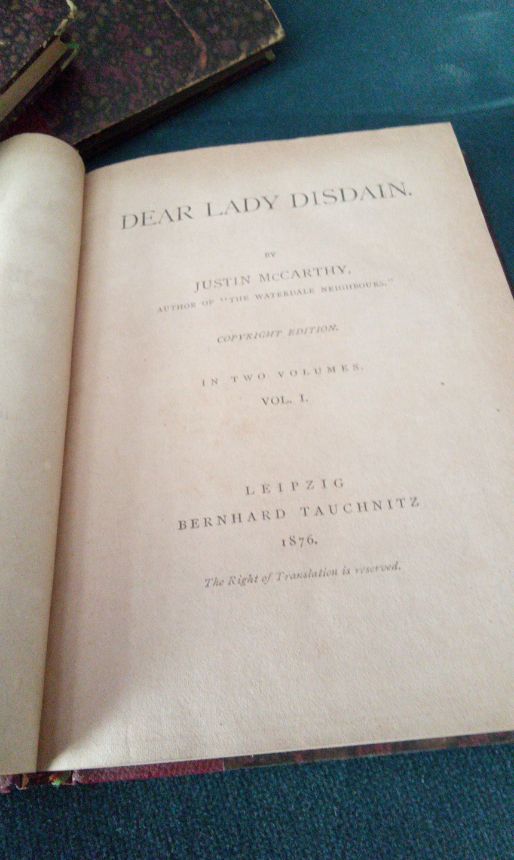 DEAR LADY DISDAIN.
BY
JUSTIN McCARTHY,
AUTHOR OF "THE WATERDALE NEIGHBOURS."
COPYRIGHT EDITION.
IN TWO VOLUMES.
VOL. I.
LEIPZIG
BERNHARD TAUCHNITZ
1876.
The Right of Translation is reserved.